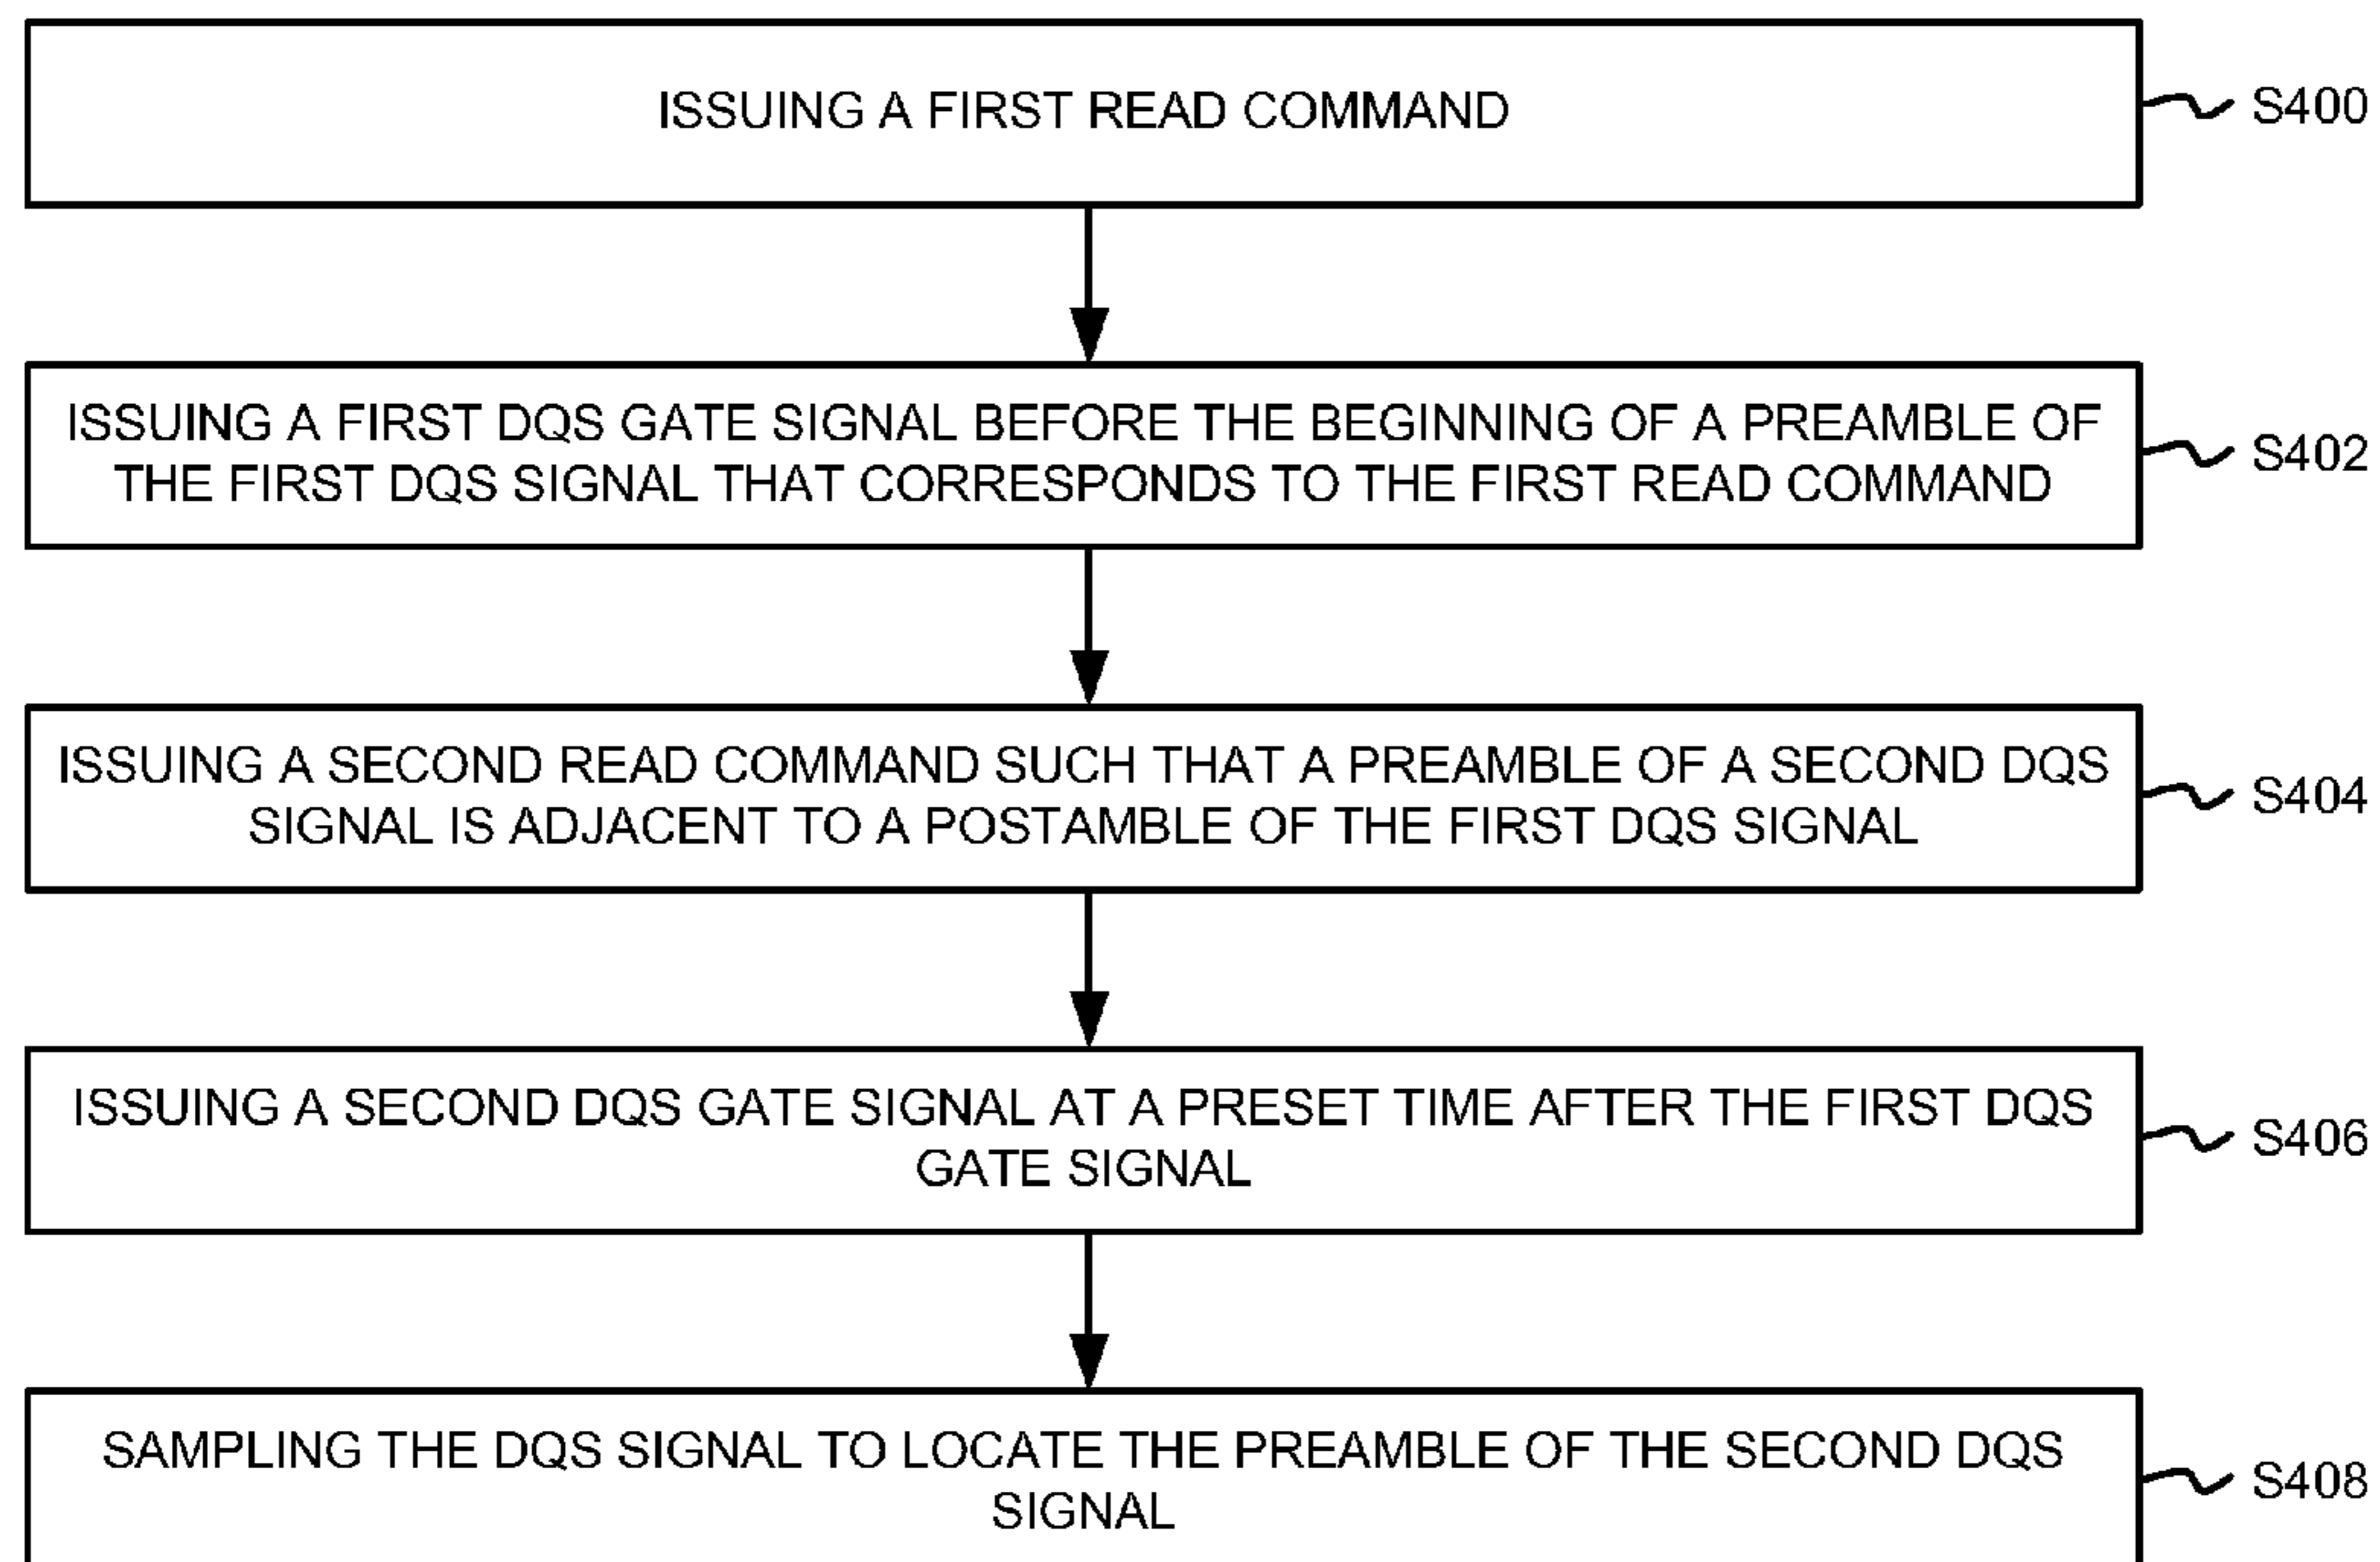 ISSUING A FIRST READ COMMAND
S400
ISSUING A FIRST DQS GATE SIGNAL BEFORE THE BEGINNING OF A PREAMBLE OF
THE FIRST DQS SIGNAL THAT CORRESPONDS TO THE FIRST READ COMMAND
S402
ISSUING A SECOND READ COMMAND SUCH THAT A PREAMBLE OF A SECOND DQS
SIGNAL IS ADJACENT TO A POSTAMBLE OF THE FIRST DQS SIGNAL
S404
ISSUING A SECOND DQS GATE SIGNAL AT A PRESET TIME AFTER THE FIRST DQS
GATE SIGNAL
S406
SAMPLING THE DQS SIGNAL TO LOCATE THE PREAMBLE OF THE SECOND DQS
SIGNAL
S408